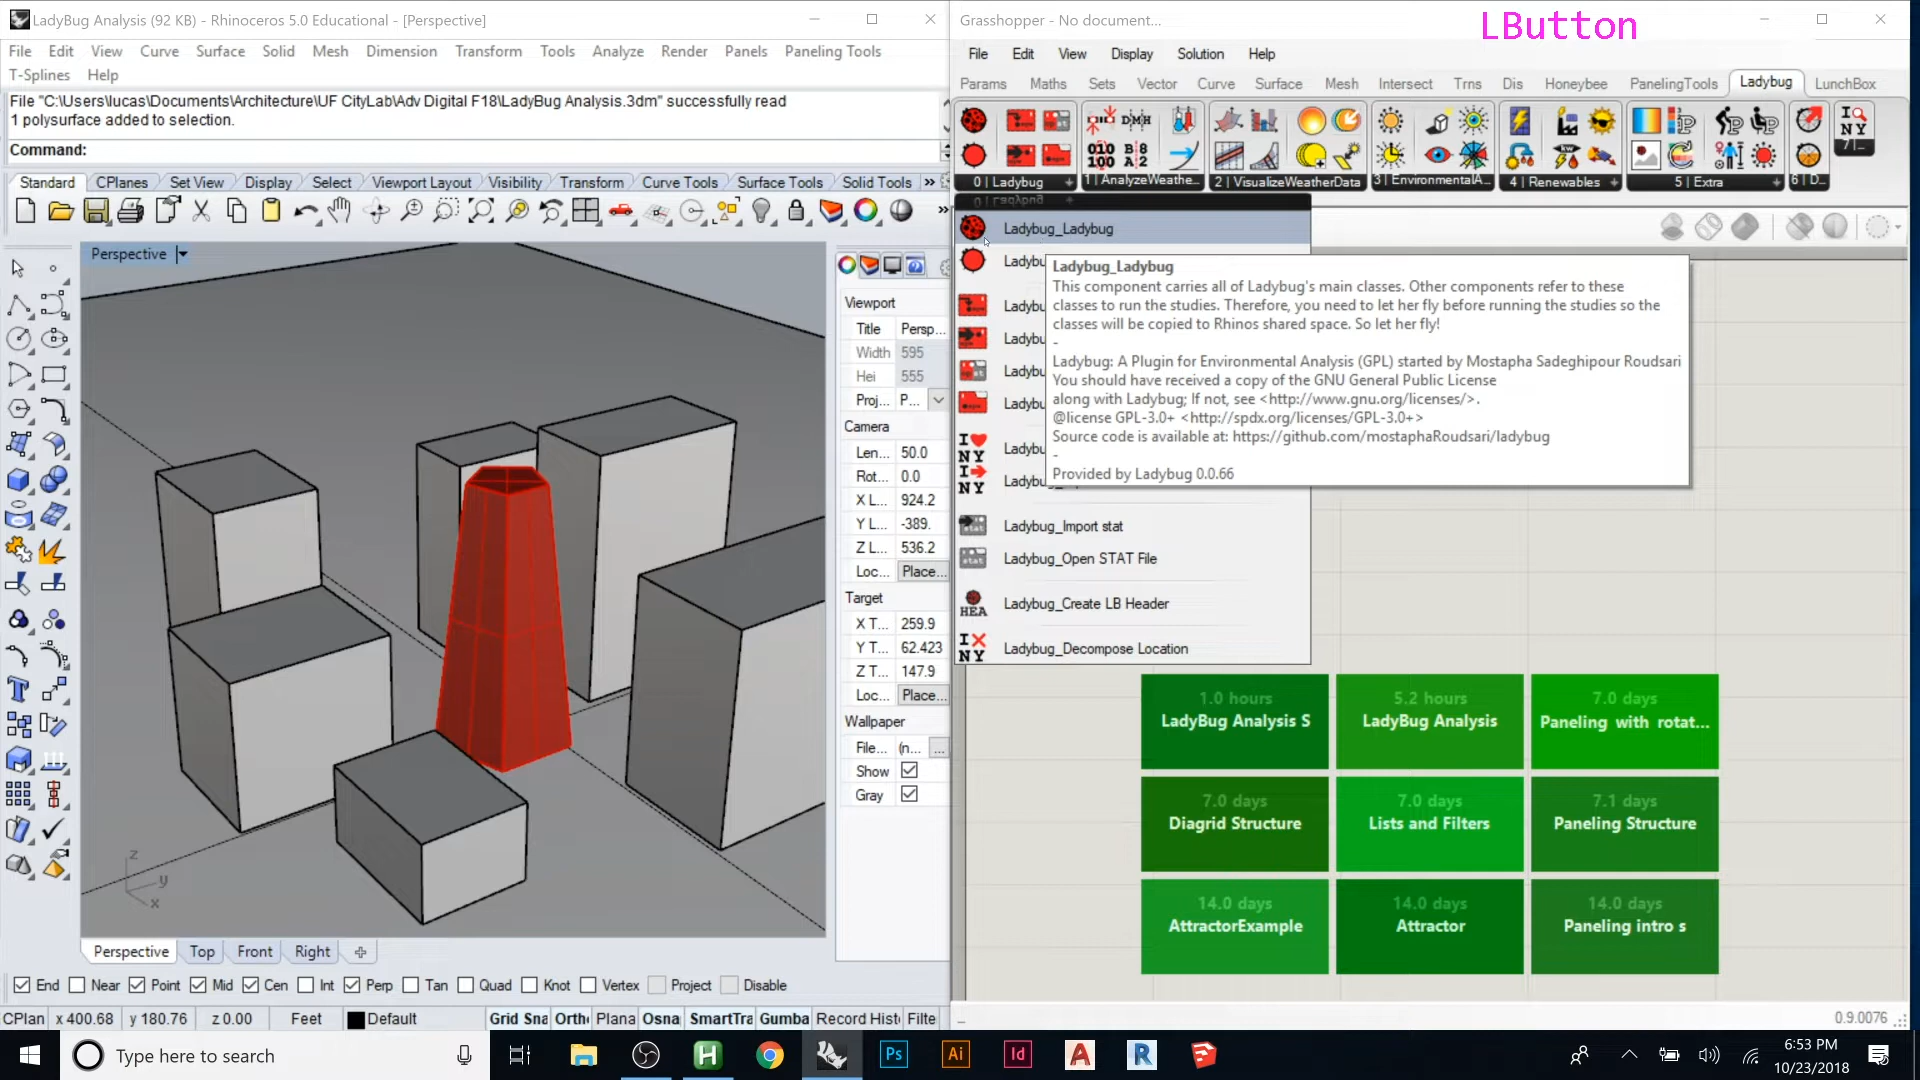 LadyBug Analysis (92 KB) - Rhinoceros 5.0 Educational - [Perspective]
File Edit View Curve Surface Solid Mesh Dimension Transform Tools Analyze Render Panels Paneling Tools
T-Splines Help
File "C:\Users\lucas\Documents\Architecture\UF CityLab\Adv Digital F18\LadyBug Analysis.3dm" successfully read
1 polysurface added to selection.
Command:
Standard CPlanes Set View Display Select Viewport Layout Visibility Transform Curve Tools Surface Tools Solid Tools
Perspective
Viewport
Title Persp...
Width 595
Hei 555
Proj... P...
Camera
Len... 50.0
Rot... 0.0
X L... 924.2
Y L... -389.
Z L... 536.2
Loc... Place...
Target
X T... 259.9
Y T... 62.423
Z T... 147.9
Loc... Place...
Wallpaper
File... (n... ...
Show
Gray
z
y
x
Perspective Top Front Right
End Near Point Mid Cen Int Perp Tan Quad Knot Vertex Project Disable
CPlan x 400.68 y 180.76 z 0.00 Feet Default Grid Sna Orth Plana Osna SmartTra Gumba Record Hist Filte
Grasshopper - No document...
LButton
File Edit View Display Solution Help
Params Maths Sets Vector Curve Surface Mesh Intersect Trns Dis Honeybee PanelingTools Ladybug LunchBox
0 | Ladybug 1 | AnalyzeWeathe... 2 | VisualizeWeatherData 3 | EnvironmentalA... 4 | Renewables 5 | Extra 6 | D... 7 |...
Ladybug_Ladybug
Ladybu
Ladybu
Ladybu
Ladybu
Ladybu
Ladybu
Ladybu
Ladybug_Import stat
Ladybug_Open STAT File
Ladybug_Create LB Header
Ladybug_Decompose Location
Ladybug_Ladybug
This component carries all of Ladybug's main classes. Other components refer to these
classes to run the studies. Therefore, you need to let her fly before running the studies so the
classes will be copied to Rhinos shared space. So let her fly!
-
Ladybug: A Plugin for Environmental Analysis (GPL) started by Mostapha Sadeghipour Roudsari
You should have received a copy of the GNU General Public License
along with Ladybug; If not, see <http://www.gnu.org/licenses/>.
@license GPL-3.0+ <http://spdx.org/licenses/GPL-3.0+>
Source code is available at: https://github.com/mostaphaRoudsari/ladybug
-
Provided by Ladybug 0.0.66
1.0 hours
LadyBug Analysis S
5.2 hours
LadyBug Analysis
7.0 days
Paneling with rotat...
7.0 days
Diagrid Structure
7.0 days
Lists and Filters
7.1 days
Paneling Structure
14.0 days
AttractorExample
14.0 days
Attractor
14.0 days
Paneling intro s
0.9.0076
Type here to search
6:53 PM
10/23/2018